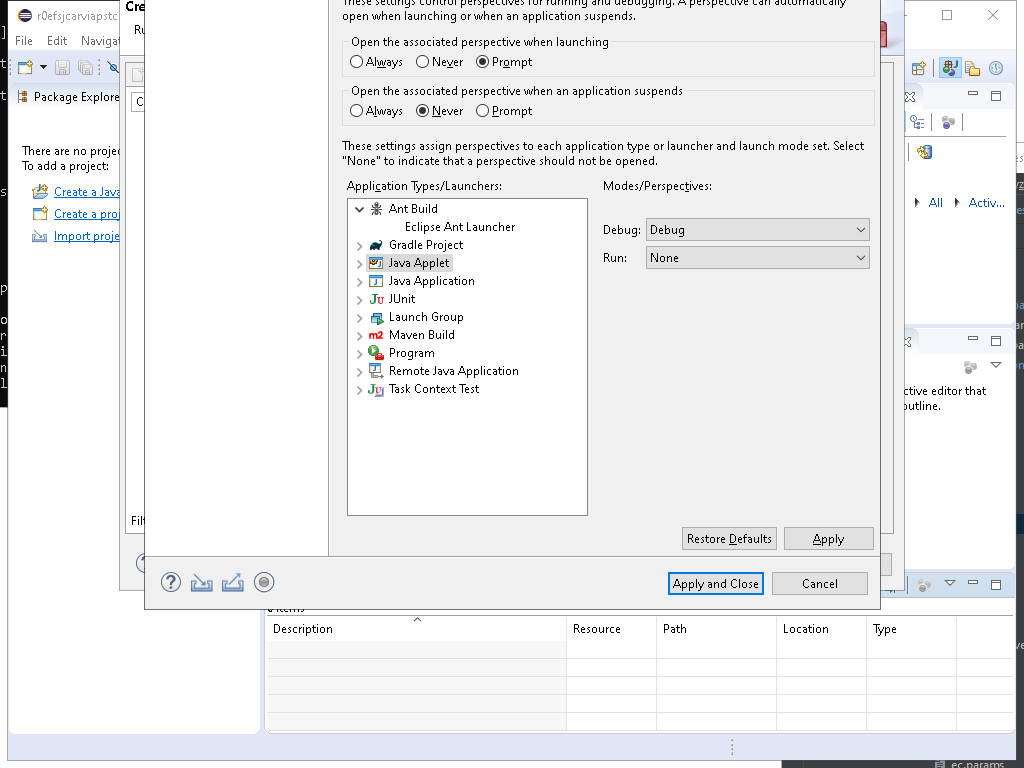 r0efsjcarviapstc
File Edit Navigat
Cre
Ru
These settings control perspectives for running and debugging. A perspective can automatically
open when launching or when an application suspends.
Open the associated perspective when launching
Always Never Prompt
Open the associated perspective when an application suspends
Always Never Prompt
These settings assign perspectives to each application type or launcher and launch mode set. Select
"None" to indicate that a perspective should not be opened.
Application Types/Launchers:
Modes/Perspectives:
Ant Build
Eclipse Ant Launcher
Gradle Project
Java Applet
Java Application
JUnit
Launch Group
Maven Build
Program
Remote Java Application
Task Context Test
Debug: Debug
Run: None
Restore Defaults Apply
Apply and Close Cancel
Package Explore
There are no projec
To add a project:
Create a Java
Create a proj
Import proje
Filt
All Activ...
ctive editor that
outline.
0 items
Description Resource Path Location Type
ec.params